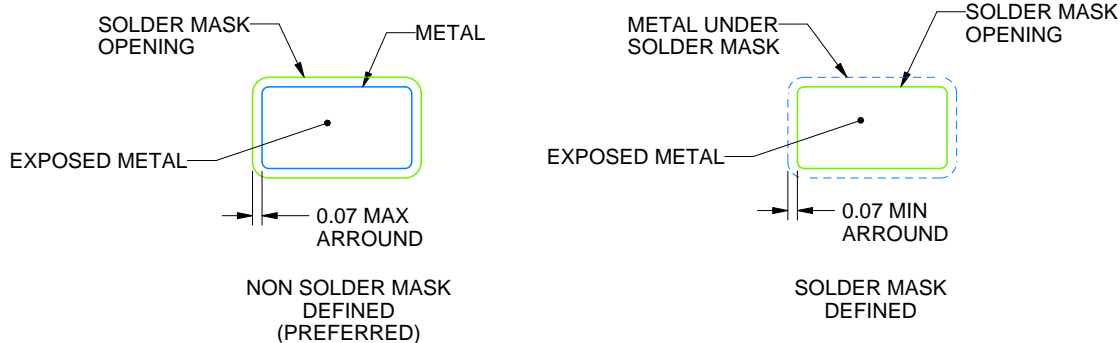 SOLDER MASK
OPENING
METAL
EXPOSED METAL
0.07 MAX
ARROUND
NON SOLDER MASK
DEFINED
(PREFERRED)
METAL UNDER
SOLDER MASK
SOLDER MASK
OPENING
EXPOSED METAL
0.07 MIN
ARROUND
SOLDER MASK
DEFINED